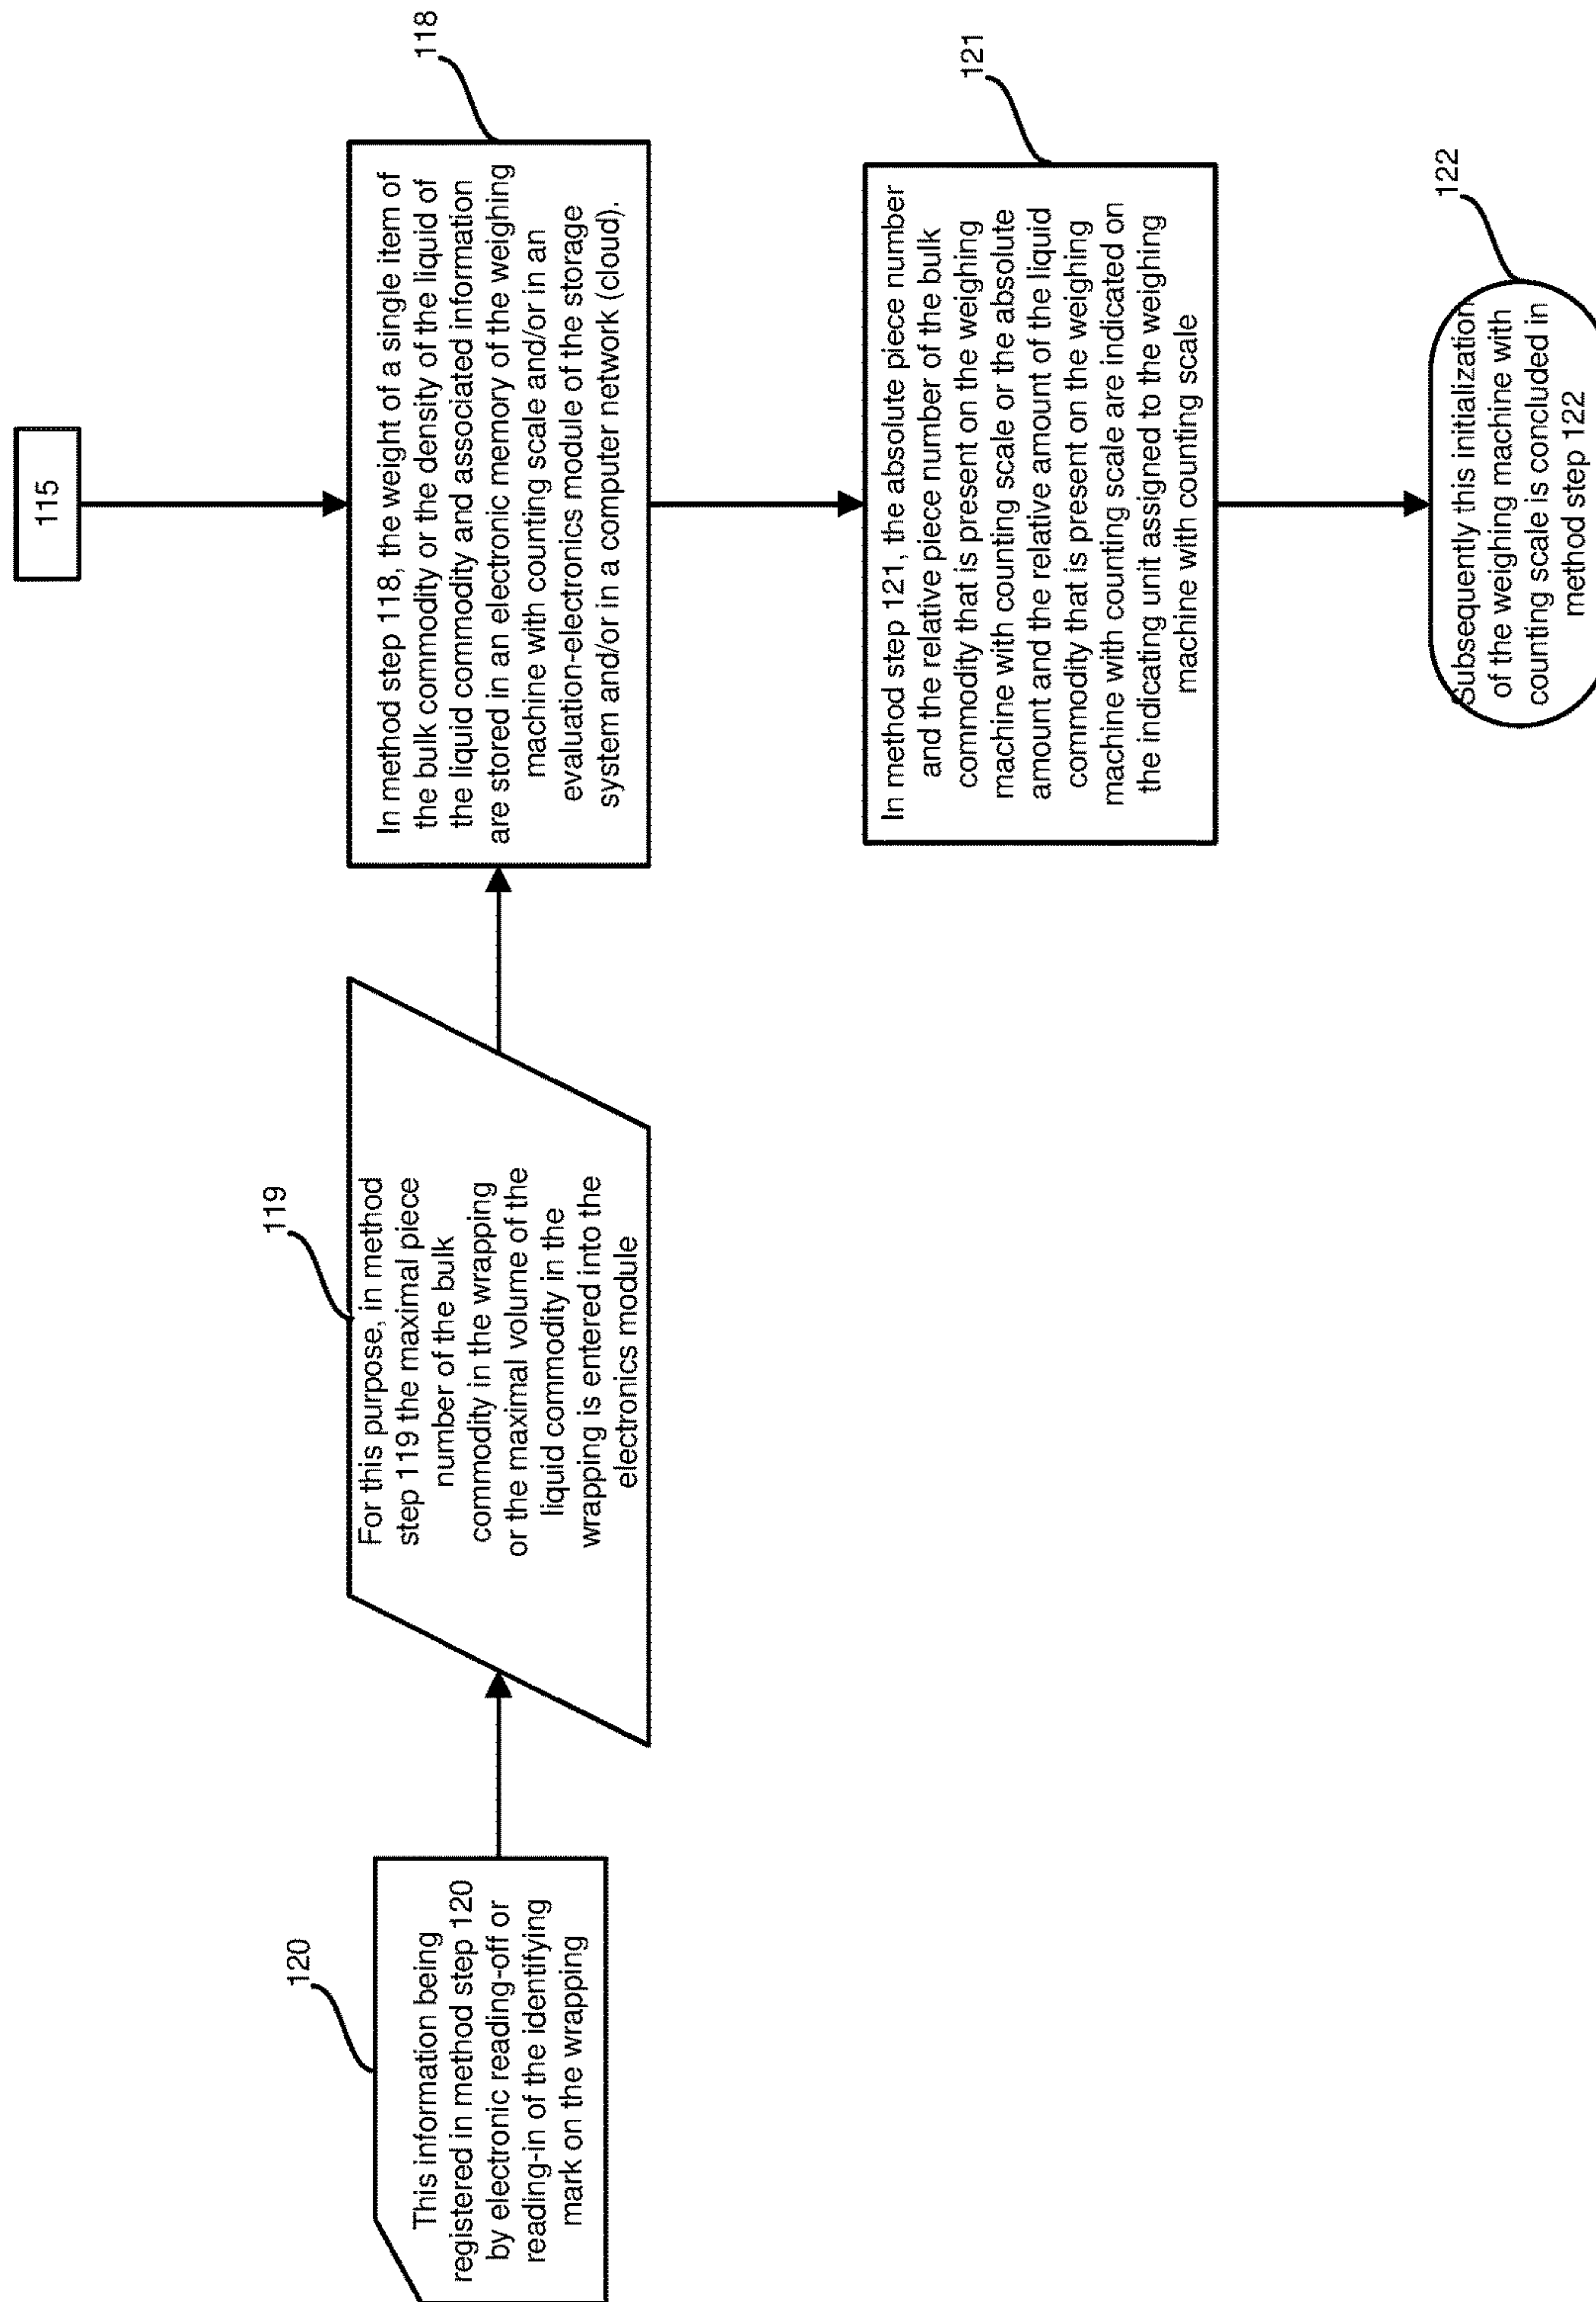 115
118
In method step 118, the weight of a single item of
the bulk commodity or the density of the liquid of
the liquid commodity and associated information
are stored in an electronic memory of the weighing
machine with counting scale and/or in an
evaluation-electronics module of the storage
system and/or in a computer network (cloud).
119
For this purpose, in method
step 119 the maximal piece
number of the bulk
commodity in the wrapping
or the maximal volume of the
liquid commodity in the
wrapping is entered into the
electronics module
120
This information being
registered in method step 120
by electronic reading-off or
reading-in of the identifying
mark on the wrapping
121
In method step 121, the absolute piece number
and the relative piece number of the bulk
commodity that is present on the weighing
machine with counting scale or the absolute
amount and the relative amount of the liquid
commodity that is present on the weighing
machine with counting scale are indicated on
the indicating unit assigned to the weighing
machine with counting scale
122
Subsequently this initialization
of the weighing machine with
counting scale is concluded in
method step 122